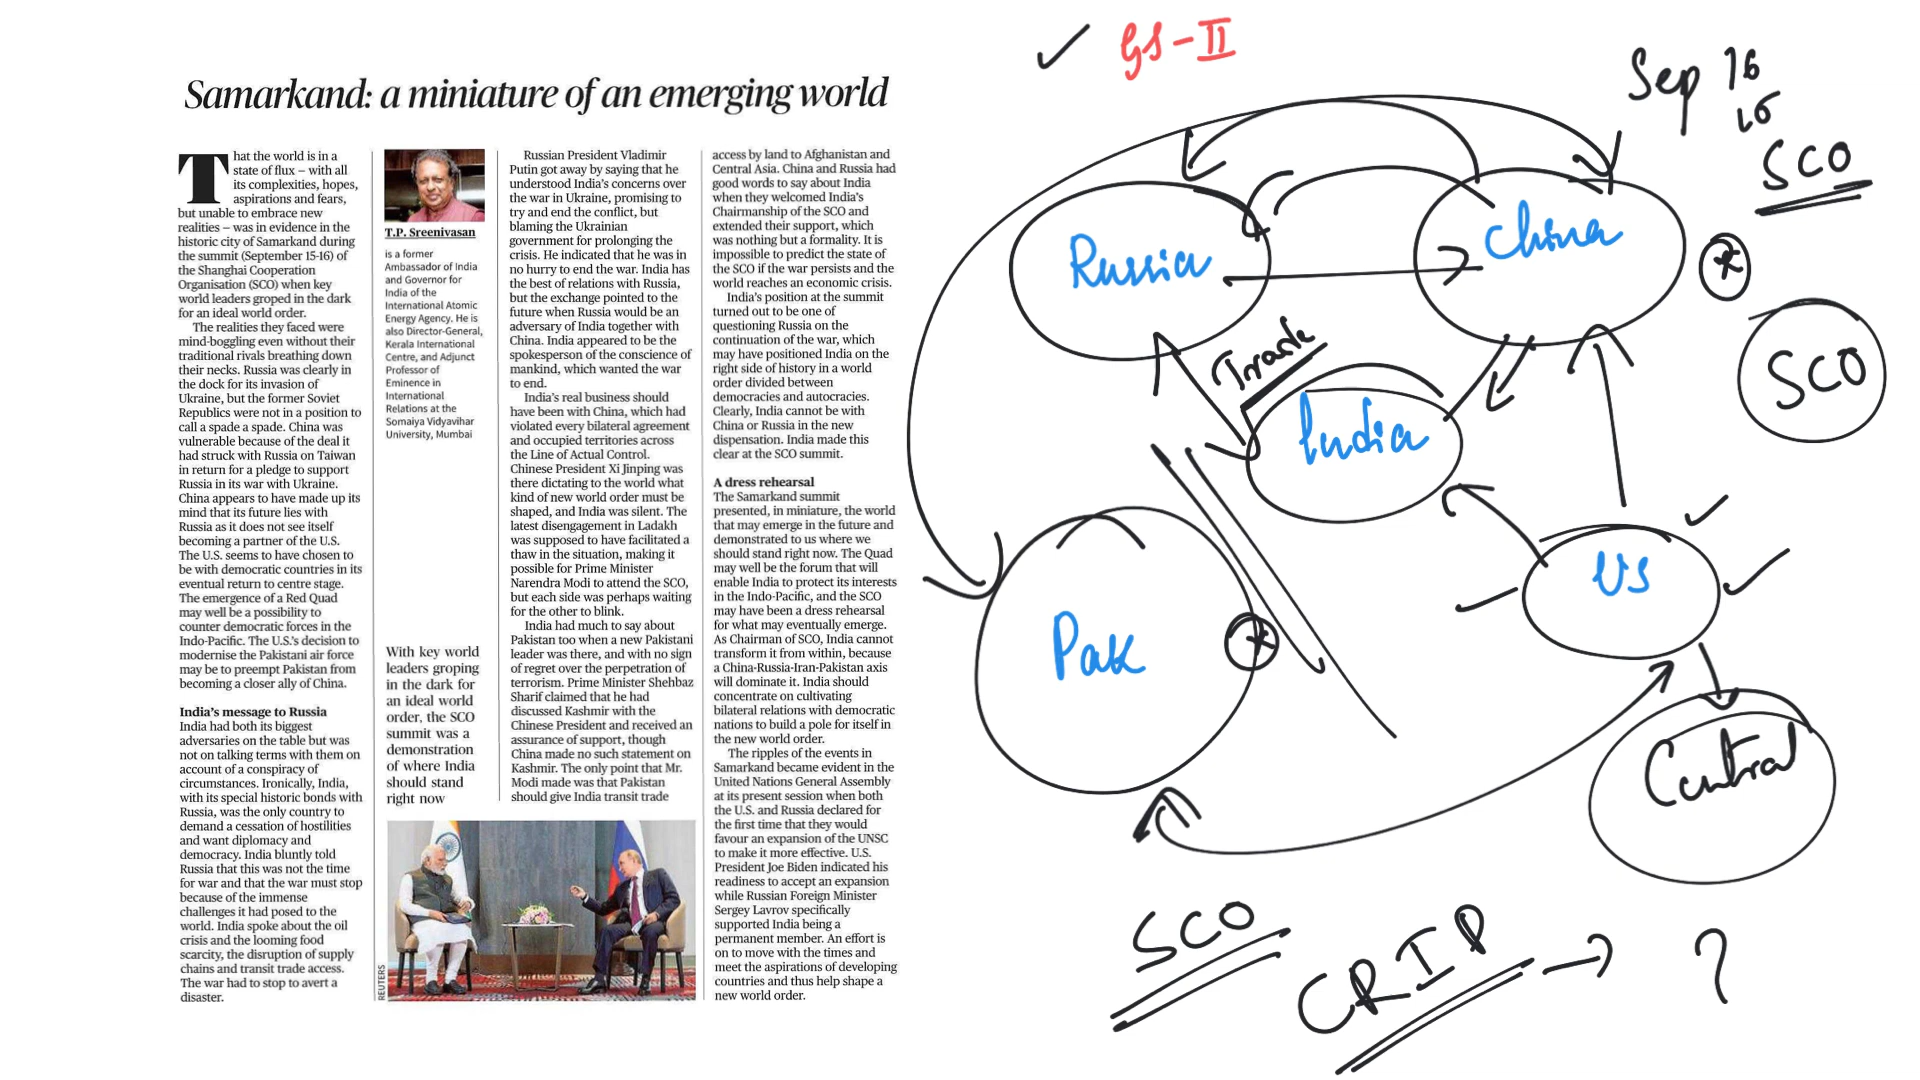 Samarkand: a miniature of an emerging world
That the world is in a
state of flux – with all
its complexities, hopes,
aspirations and fears,
but unable to embrace new
realities – was in evidence in the
historic city of Samarkand during
the summit (September 15-16) of
the Shanghai Cooperation
Organisation (SCO) when key
world leaders groped in the dark
for an ideal world order.
The realities they faced were
mind-boggling even without their
traditional rivals breathing down
their necks. Russia was clearly in
the dock for its invasion of
Ukraine, but the former Soviet
Republics were not in a position to
call a spade a spade. China was
vulnerable because of the deal it
had struck with Russia on Taiwan
in return for a pledge to support
Russia in its war with Ukraine.
China appears to have made up its
mind that its future lies with
Russia as it does not see itself
becoming a partner of the U.S.
The U.S. seems to have chosen to
be with democratic countries in its
eventual return to centre stage.
The emergence of a Red Quad
may well be a possibility to
counter democratic forces in the
Indo-Pacific. The U.S.'s decision to
modernise the Pakistani air force
may be to preempt Pakistan from
becoming a closer ally of China.
India's message to Russia
India had both its biggest
adversaries on the table but was
not on talking terms with them on
account of a conspiracy of
circumstances. Ironically, India,
with its special historic bonds with
Russia, was the only country to
demand a cessation of hostilities
and want diplomacy and
democracy. India bluntly told
Russia that this was not the time
for war and that the war must stop
because of the immense
challenges it had posed to the
world. India spoke about the oil
crisis and the looming food
scarcity, the disruption of supply
chains and transit trade access.
The war had to stop to avert a
disaster.
T.P. Sreenivasan
is a former
Ambassador of India
and Governor for
India of the
International Atomic
Energy Agency. He is
also Director-General,
Kerala International
Centre, and Adjunct
Professor of
Eminence in
International
Relations at the
Somaiya Vidyavihar
University, Mumbai
With key world
leaders groping
in the dark for
an ideal world
order, the SCO
summit was a
demonstration
of where India
should stand
right now
REUTERS
Russian President Vladimir
Putin got away by saying that he
understood India's concerns over
the war in Ukraine, promising to
try and end the conflict, but
blaming the Ukrainian
government for prolonging the
crisis. He indicated that he was in
no hurry to end the war. India has
the best of relations with Russia,
but the exchange pointed to the
future when Russia would be an
adversary of India together with
China. India appeared to be the
spokesperson of the conscience of
mankind, which wanted the war
to end.
India's real business should
have been with China, which had
violated every bilateral agreement
and occupied territories across
the Line of Actual Control.
Chinese President Xi Jinping was
there dictating to the world what
kind of new world order must be
shaped, and India was silent. The
latest disengagement in Ladakh
was supposed to have facilitated a
thaw in the situation, making it
possible for Prime Minister
Narendra Modi to attend the SCO,
but each side was perhaps waiting
for the other to blink.
India had much to say about
Pakistan too when a new Pakistani
leader was there, and with no sign
of regret over the perpetration of
terrorism. Prime Minister Shehbaz
Sharif claimed that he had
discussed Kashmir with the
Chinese President and received an
assurance of support, though
China made no such statement on
Kashmir. The only point that Mr.
Modi made was that Pakistan
should give India transit trade
access by land to Afghanistan and
Central Asia. China and Russia had
good words to say about India
when they welcomed India's
Chairmanship of the SCO and
extended their support, which
was nothing but a formality. It is
impossible to predict the state of
the SCO if the war persists and the
world reaches an economic crisis.
India's position at the summit
turned out to be one of
questioning Russia on the
continuation of the war, which
may have positioned India on the
right side of history in a world
order divided between
democracies and autocracies.
Clearly, India cannot be with
China or Russia in the new
dispensation. India made this
clear at the SCO summit.
A dress rehearsal
The Samarkand summit
presented, in miniature, the world
that may emerge in the future and
demonstrated to us where we
should stand right now. The Quad
may well be the forum that will
enable India to protect its interests
in the Indo-Pacific, and the SCO
may have been a dress rehearsal
for what may eventually emerge.
As Chairman of SCO, India cannot
transform it from within, because
a China-Russia-Iran-Pakistan axis
will dominate it. India should
concentrate on cultivating
bilateral relations with democratic
nations to build a pole for itself in
the new world order.
The ripples of the events in
Samarkand became evident in the
United Nations General Assembly
at its present session when both
the U.S. and Russia declared for
the first time that they would
favour an expansion of the UNSC
to make it more effective. U.S.
President Joe Biden indicated his
readiness to accept an expansion
while Russian Foreign Minister
Sergey Lavrov specifically
supported India being a
permanent member. An effort is
on to move with the times and
meet the aspirations of developing
countries and thus help shape a
new world order.
GS-II
Sep 16
15
SCO
Russia
China
SCO
Trade
India
US
Pak
Central
SCO
CRIP → ?